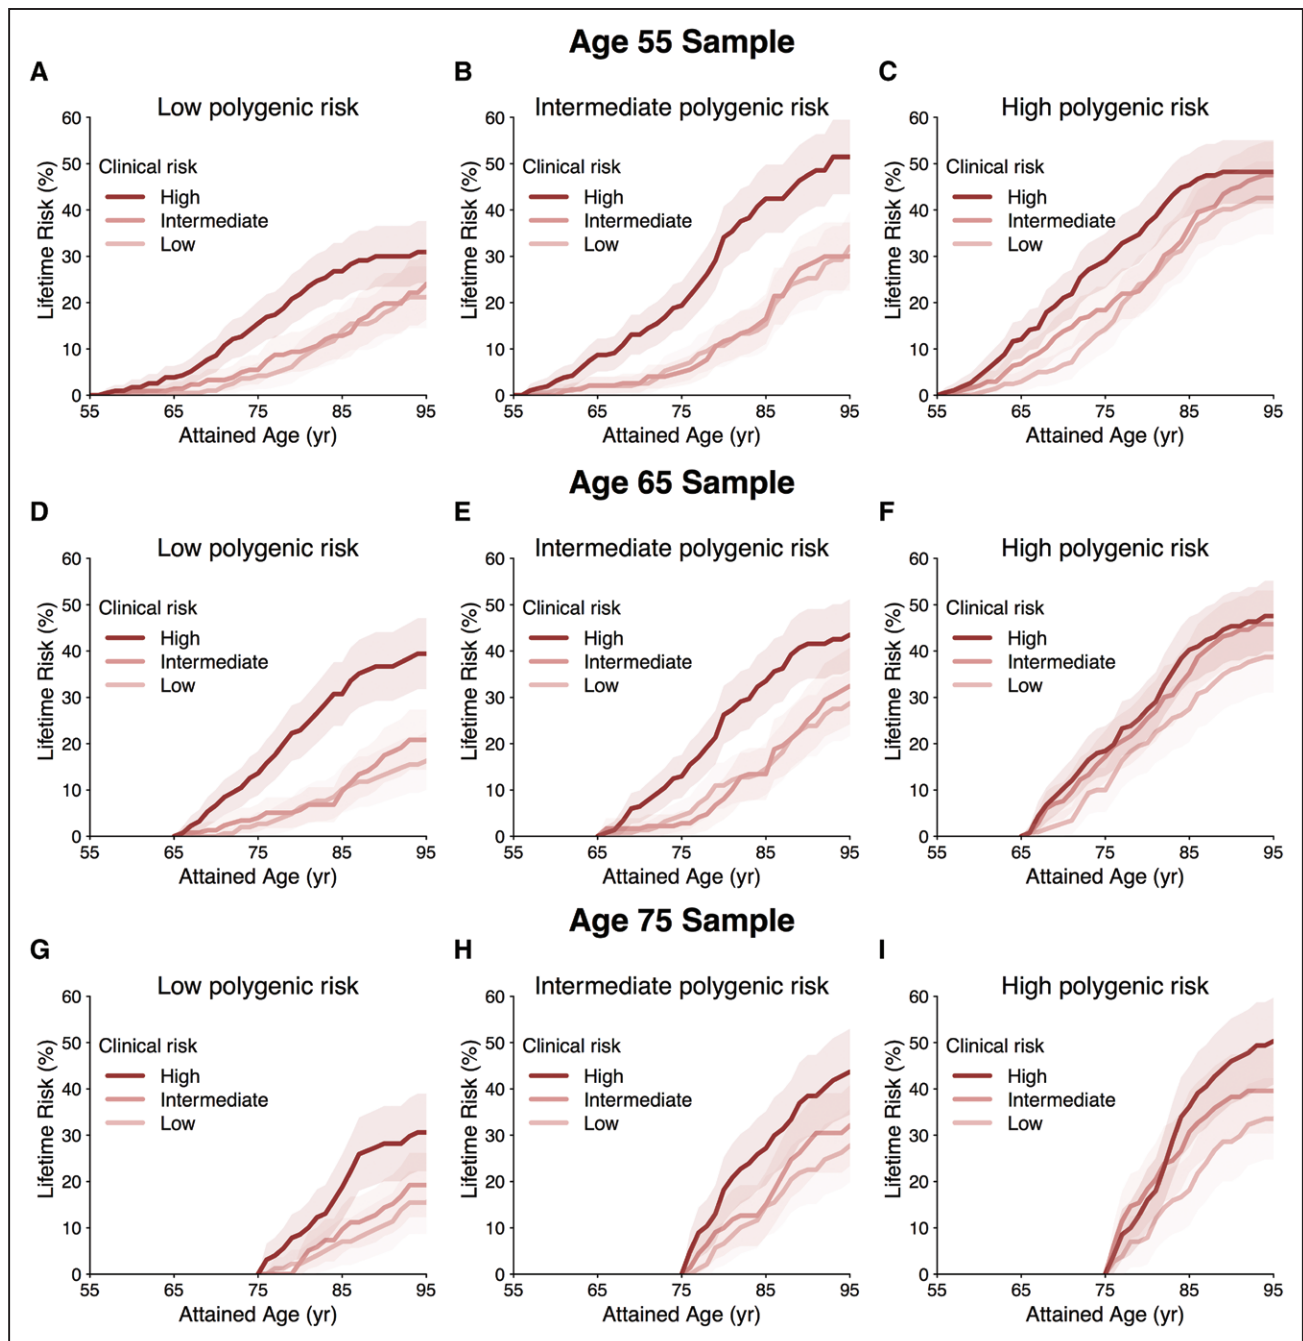 Age 55 Sample
A
Low polygenic risk
Lifetime Risk (%)
60
50
40
30
20
10
0
Clinical risk
High
Intermediate
Low
55 65 75 85 95
Attained Age (yr)
B
Intermediate polygenic risk
Lifetime Risk (%)
60
50
40
30
20
10
0
Clinical risk
High
Intermediate
Low
55 65 75 85 95
Attained Age (yr)
C
High polygenic risk
Lifetime Risk (%)
60
50
40
30
20
10
0
Clinical risk
High
Intermediate
Low
55 65 75 85 95
Attained Age (yr)
Age 65 Sample
D
Low polygenic risk
Lifetime Risk (%)
60
50
40
30
20
10
0
Clinical risk
High
Intermediate
Low
55 65 75 85 95
Attained Age (yr)
E
Intermediate polygenic risk
Lifetime Risk (%)
60
50
40
30
20
10
0
Clinical risk
High
Intermediate
Low
55 65 75 85 95
Attained Age (yr)
F
High polygenic risk
Lifetime Risk (%)
60
50
40
30
20
10
0
Clinical risk
High
Intermediate
Low
55 65 75 85 95
Attained Age (yr)
Age 75 Sample
G
Low polygenic risk
Lifetime Risk (%)
60
50
40
30
20
10
0
Clinical risk
High
Intermediate
Low
55 65 75 85 95
Attained Age (yr)
H
Intermediate polygenic risk
Lifetime Risk (%)
60
50
40
30
20
10
0
Clinical risk
High
Intermediate
Low
55 65 75 85 95
Attained Age (yr)
I
High polygenic risk
Lifetime Risk (%)
60
50
40
30
20
10
0
Clinical risk
High
Intermediate
Low
55 65 75 85 95
Attained Age (yr)